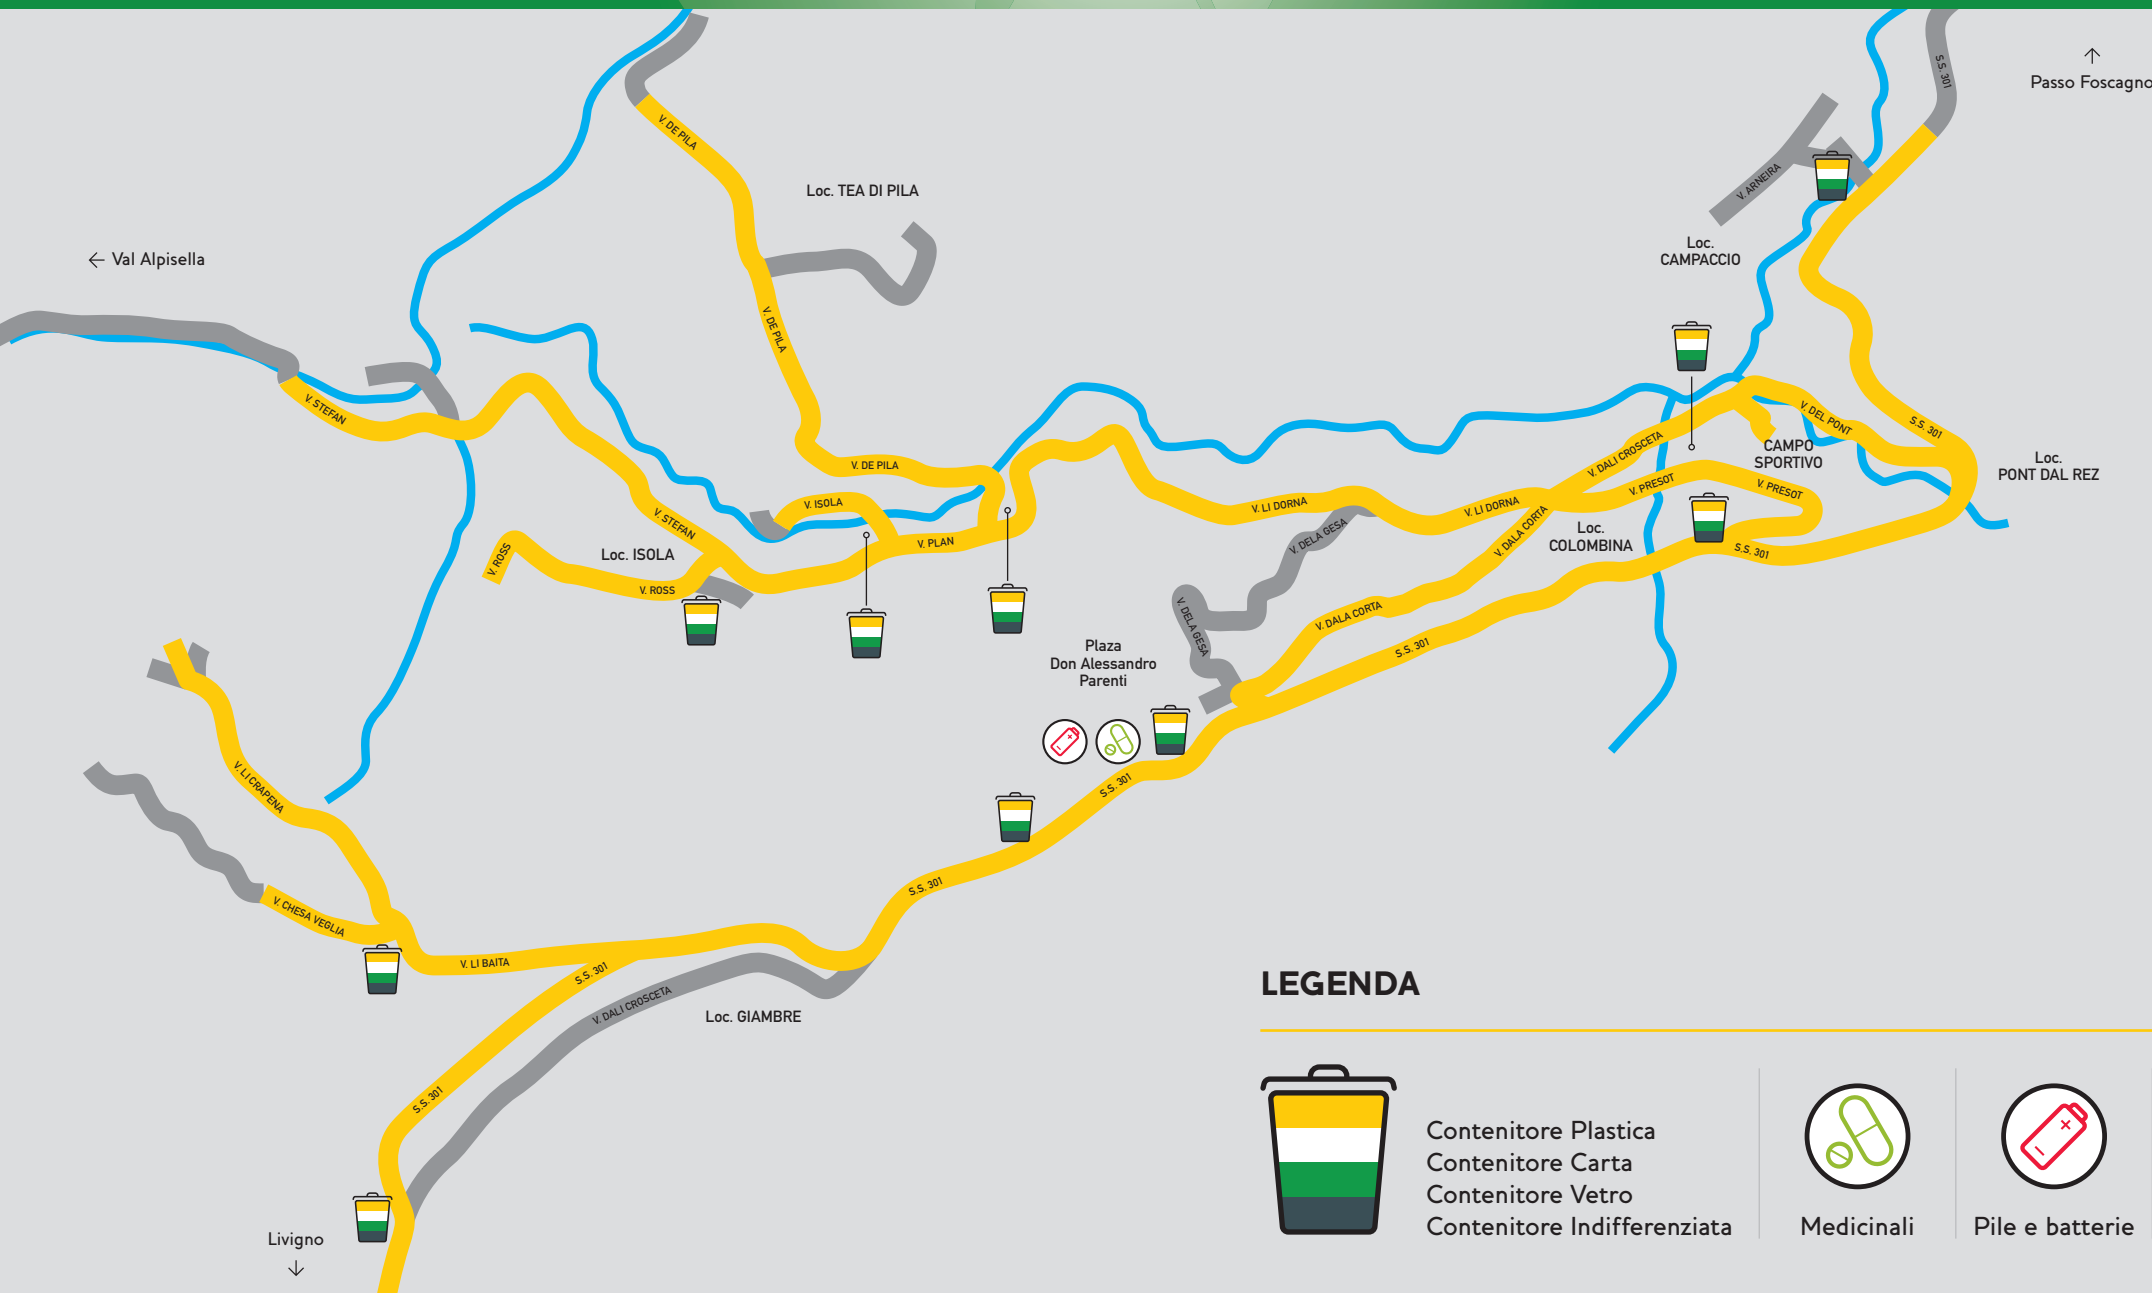 S.S. 301
Passo Foscagno
V. DE PILA
V. ARNEIRA
Loc. TEA DI PILA
Loc.
CAMPACCIO
Val Alpisella
V. DE PILA
V. STEFAN
V. DEL PONT
S.S. 301
V. DALI CROSCETA
CAMPO
SPORTIVO
Loc.
PONT DAL REZ
V. DE PILA
V. PRESOT
V. PRESOT
V. ISOLA
V. LI DORNA
V. LI DORNA
V. STEFAN
V. DALA CORTA
V. DELA GESA
Loc.
COLOMBINA
V. PLAN
S.S. 301
Loc. ISOLA
V. ROSS
V. ROSS
V. DALA CORTA
V. DELA GESA
S.S. 301
Plaza
Don Alessandro
Parenti
V. LI CRAPENA
S.S. 301
S.S. 301
V. CHESA VEGLIA
V. LI BAITA
S.S. 301
V. DALI CROSCETA
Loc. GIAMBRE
S.S. 301
Livigno
LEGENDA
Contenitore Plastica
Contenitore Carta
Contenitore Vetro
Contenitore Indifferenziata
Medicinali
Pile e batterie